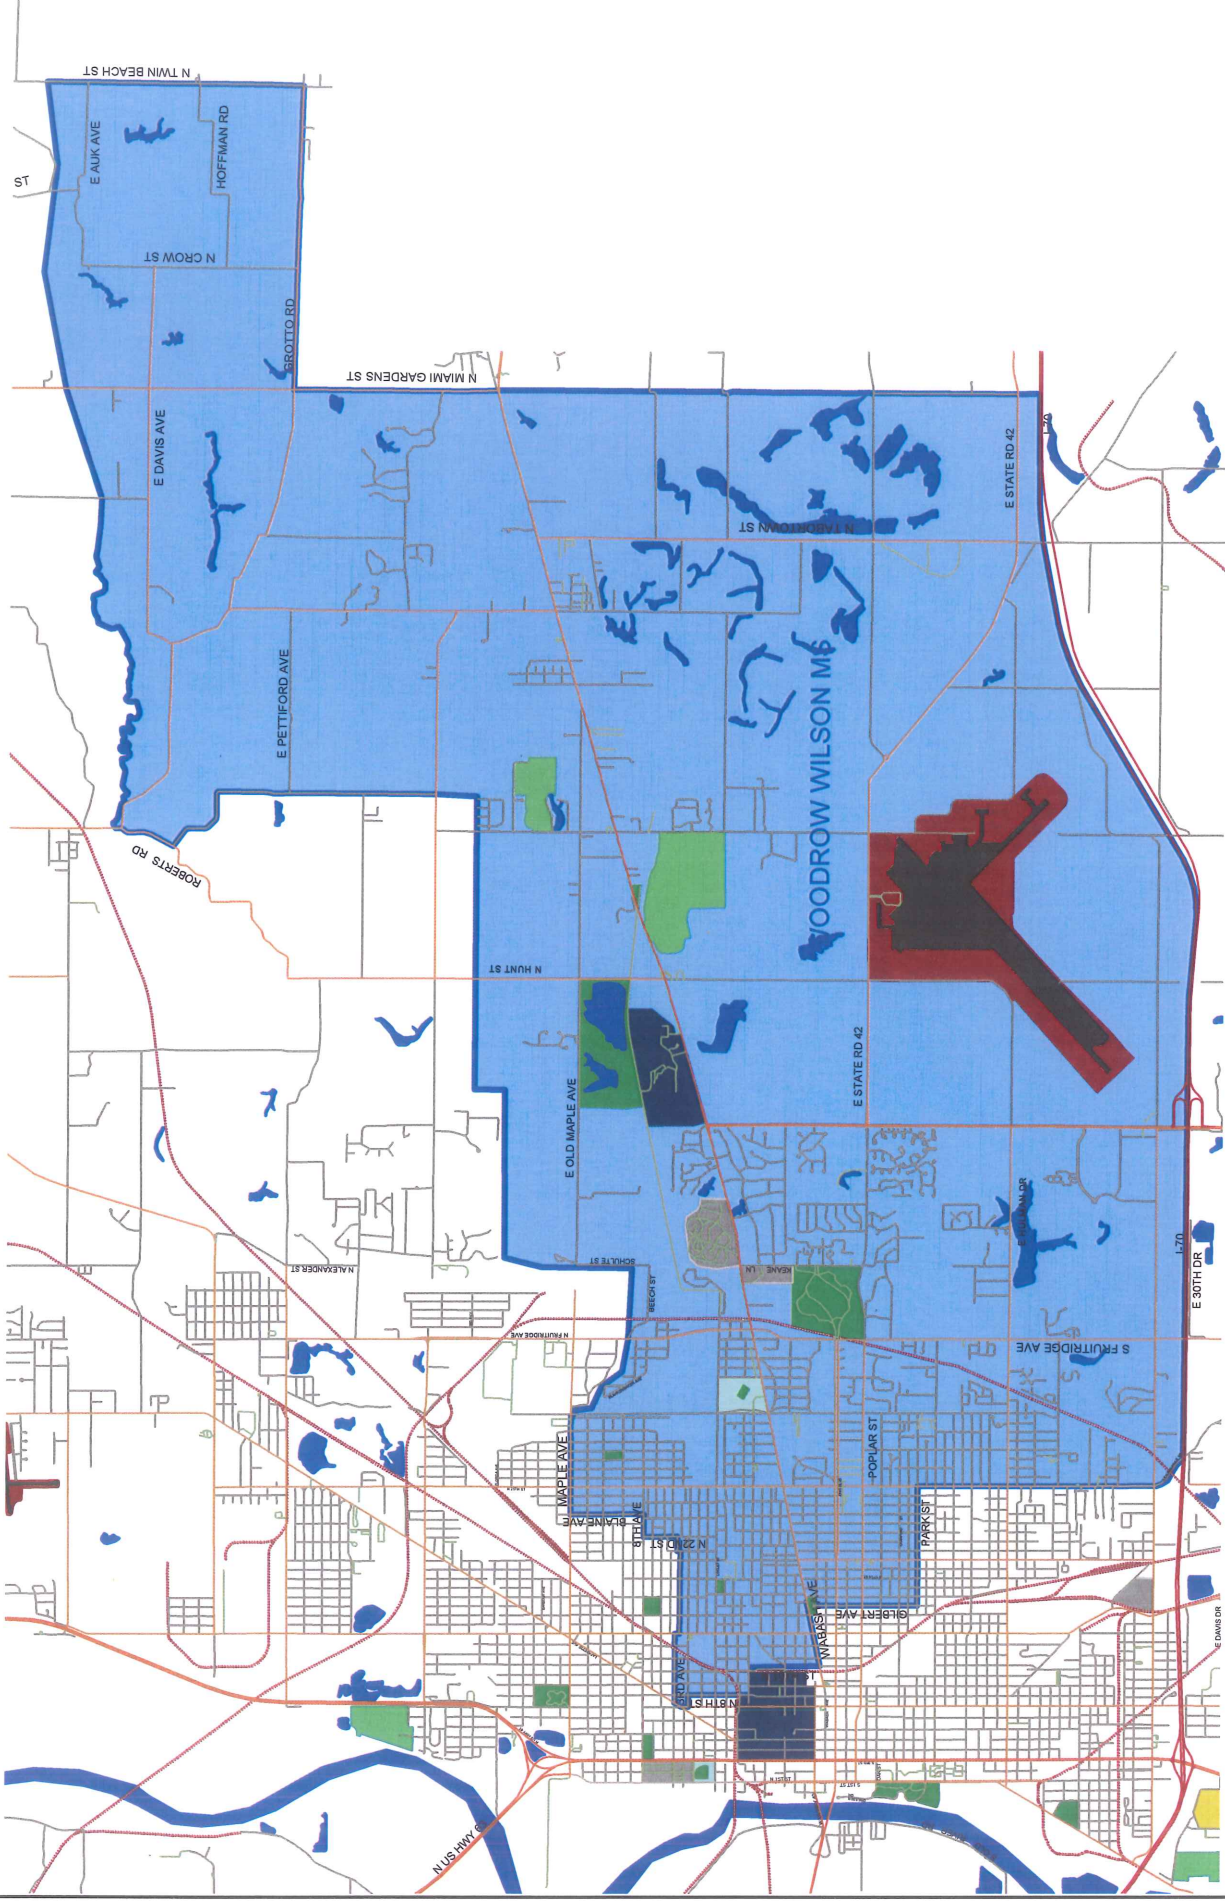 N TWIN BEACH ST
ST
E AUK AVE
HOFFMAN RD
N CROW ST
GROTTO RD
N MIAMI GARDENS ST
E DAVIS AVE
I-70
E STATE RD 42
N TABORTOWN ST
E PETTIFORD AVE
WOODROW WILSON MS
ROBERTS RD
N HUNT ST
E OLD MAPLE AVE
E STATE RD 42
SCHULTE ST
N ALEXANDER ST
KEANE LN
BEECH ST
I-70
E 30TH DR
N FRUITRIDGE AVE
S FRUITRIDGE AVE
MAPLE AVE
POPLAR ST
BLAINE AVE
8TH AVE
N 22ND ST
PARK ST
WABASH AVE
GILBERT AVE
3RD AVE
N 8TH ST
E DAVIS DR
N 1ST ST
S 1ST ST
N US HWY